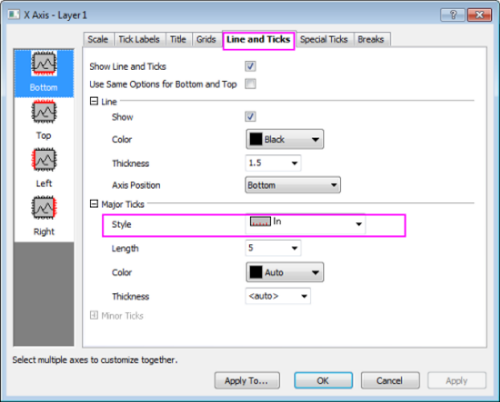 X Axis - Layer 1
Scale Tick Labels Title Grids Line and Ticks Special Ticks Breaks
Bottom
Top
Left
Right
Show Line and Ticks
Use Same Options for Bottom and Top
Line
Show
Color Black
Thickness 1.5
Axis Position Bottom
Major Ticks
Style In
Length 5
Color Auto
Thickness <auto>
Minor Ticks
Select multiple axes to customize together.
Apply To... OK Cancel Apply